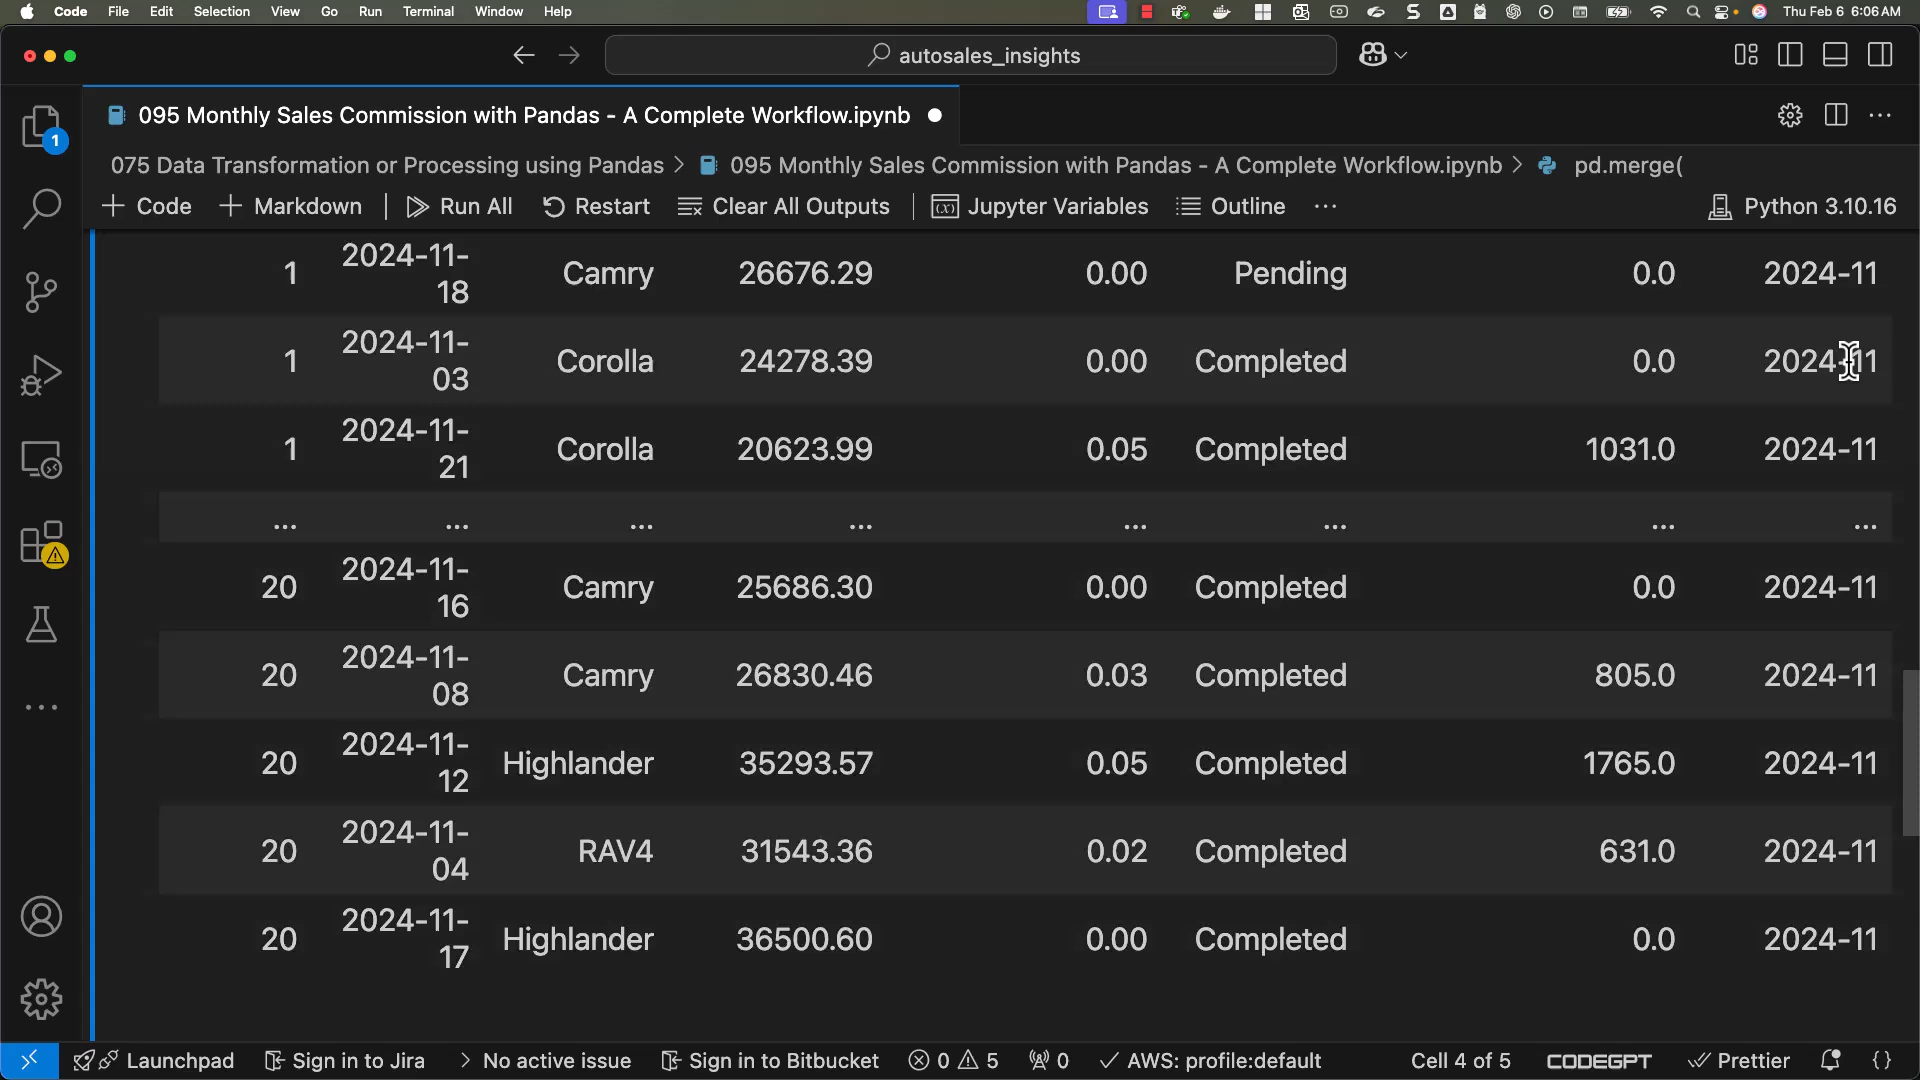 Code File Edit Selection View Go Run Terminal Window Help Thu Feb 6 6:06 AM
autosales_insights
095 Monthly Sales Commission with Pandas - A Complete Workflow.ipynb
075 Data Transformation or Processing using Pandas > 095 Monthly Sales Commission with Pandas - A Complete Workflow.ipynb > pd.merge(
+ Code + Markdown Run All Restart Clear All Outputs Jupyter Variables Outline ... Python 3.10.16
1 2024-11-18 Camry 26676.29 0.00 Pending 0.0 2024-11
1 2024-11-03 Corolla 24278.39 0.00 Completed 0.0 2024-11
1 2024-11-21 Corolla 20623.99 0.05 Completed 1031.0 2024-11
... ... ... ... ... ... ... ...
20 2024-11-16 Camry 25686.30 0.00 Completed 0.0 2024-11
20 2024-11-08 Camry 26830.46 0.03 Completed 805.0 2024-11
20 2024-11-12 Highlander 35293.57 0.05 Completed 1765.0 2024-11
20 2024-11-04 RAV4 31543.36 0.02 Completed 631.0 2024-11
20 2024-11-17 Highlander 36500.60 0.00 Completed 0.0 2024-11
1
Launchpad Sign in to Jira > No active issue Sign in to Bitbucket 0 5 0 AWS: profile:default Cell 4 of 5 CODEGPT Prettier {}